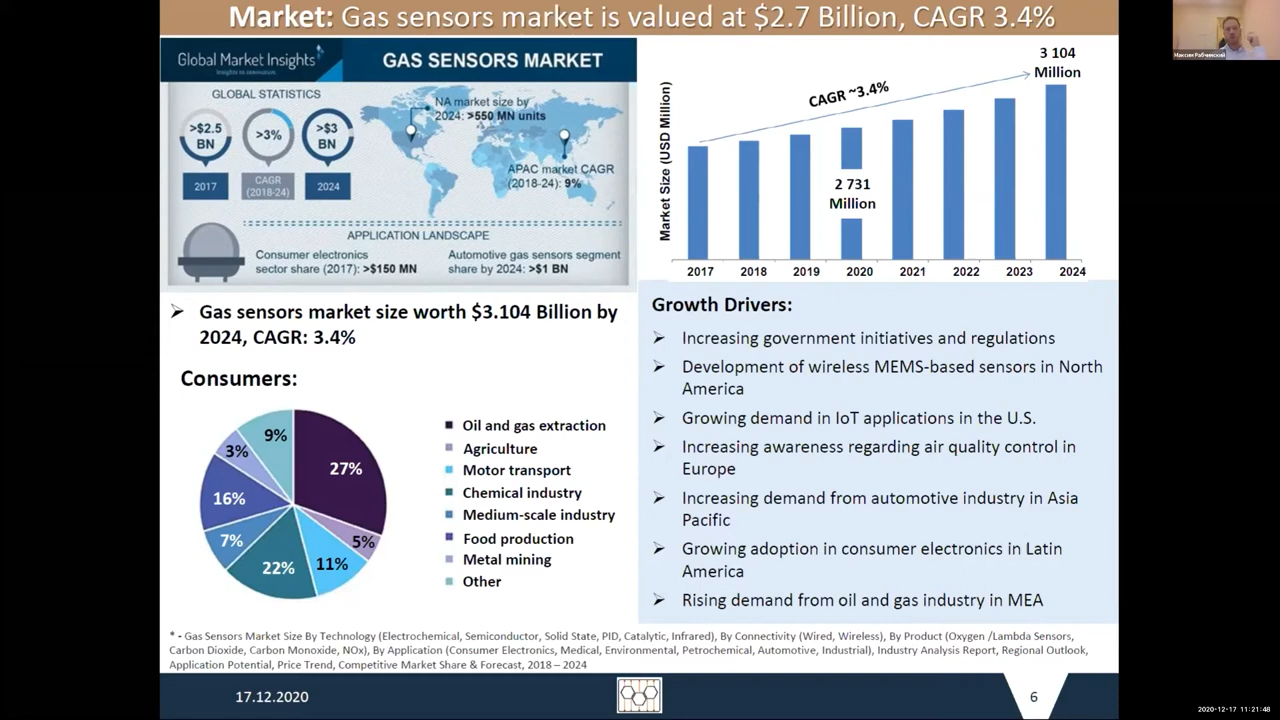 Market: Gas sensors market is valued at $2.7 Billion, CAGR 3.4%
Максим Рабчинский
Global Market Insights
Insights to Innovation
GAS SENSORS MARKET
GLOBAL STATISTICS
>$2.5
BN
2017
>3%
CAGR
(2018-24)
>$3
BN
2024
NA market size by
2024: >550 MN units
APAC market CAGR
(2018-24): 9%
APPLICATION LANDSCAPE
Consumer electronics
sector share (2017): >$150 MN
Automotive gas sensors segment
share by 2024: >$1 BN
Market Size (USD Million)
CAGR ~3.4%
3 104
Million
2 731
Million
2017 2018 2019 2020 2021 2022 2023 2024
➢ Gas sensors market size worth $3.104 Billion by
2024, CAGR: 3.4%
Consumers:
27%
5%
11%
22%
7%
16%
3%
9%
Oil and gas extraction
Agriculture
Motor transport
Chemical industry
Medium-scale industry
Food production
Metal mining
Other
Growth Drivers:
➢ Increasing government initiatives and regulations
➢ Development of wireless MEMS-based sensors in North
America
➢ Growing demand in IoT applications in the U.S.
➢ Increasing awareness regarding air quality control in
Europe
➢ Increasing demand from automotive industry in Asia
Pacific
➢ Growing adoption in consumer electronics in Latin
America
➢ Rising demand from oil and gas industry in MEA
* - Gas Sensors Market Size By Technology (Electrochemical, Semiconductor, Solid State, PID, Catalytic, Infrared), By Connectivity (Wired, Wireless), By Product (Oxygen /Lambda Sensors,
Carbon Dioxide, Carbon Monoxide, NOx), By Application (Consumer Electronics, Medical, Environmental, Petrochemical, Automotive, Industrial), Industry Analysis Report, Regional Outlook,
Application Potential, Price Trend, Competitive Market Share & Forecast, 2018 – 2024
17.12.2020
6
2020-12-17 11:21:48